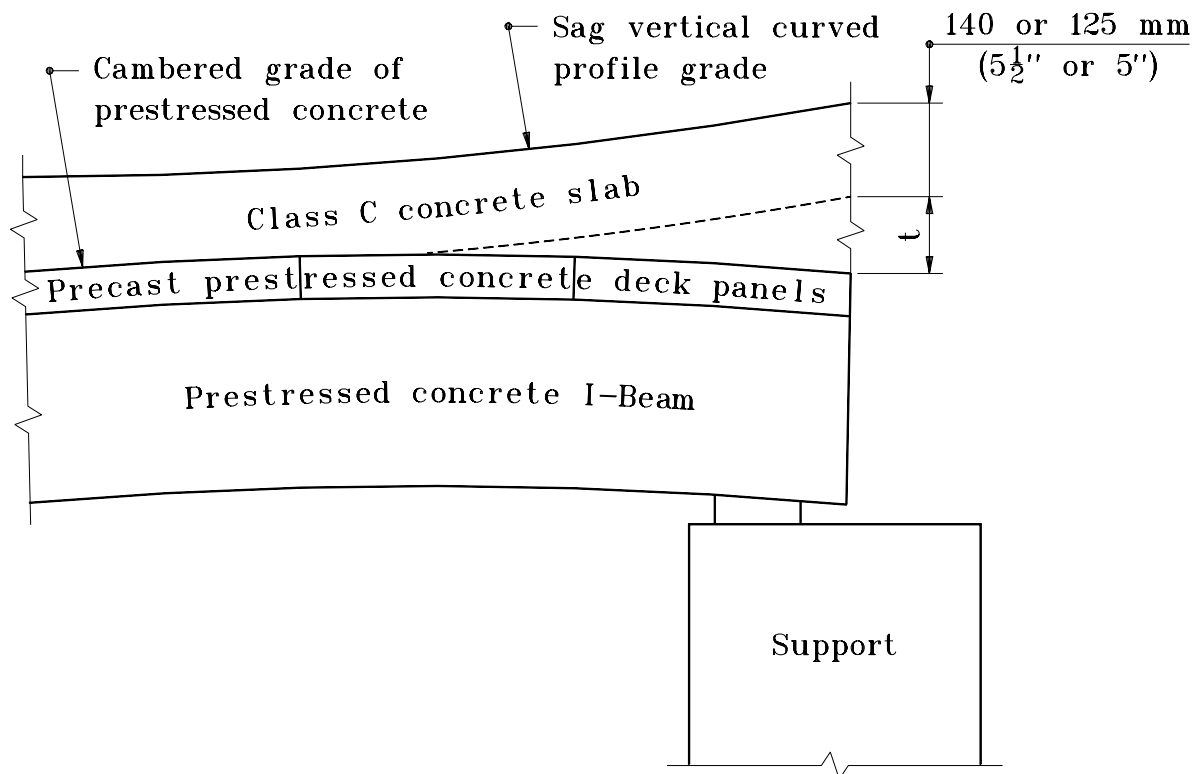 Sag vertical curved
profile grade
140 or 125 mm
(5½" or 5")
Cambered grade of
prestressed concrete
Class C concrete slab
t
Precast prestressed concrete deck panels
Prestressed concrete I-Beam
Support